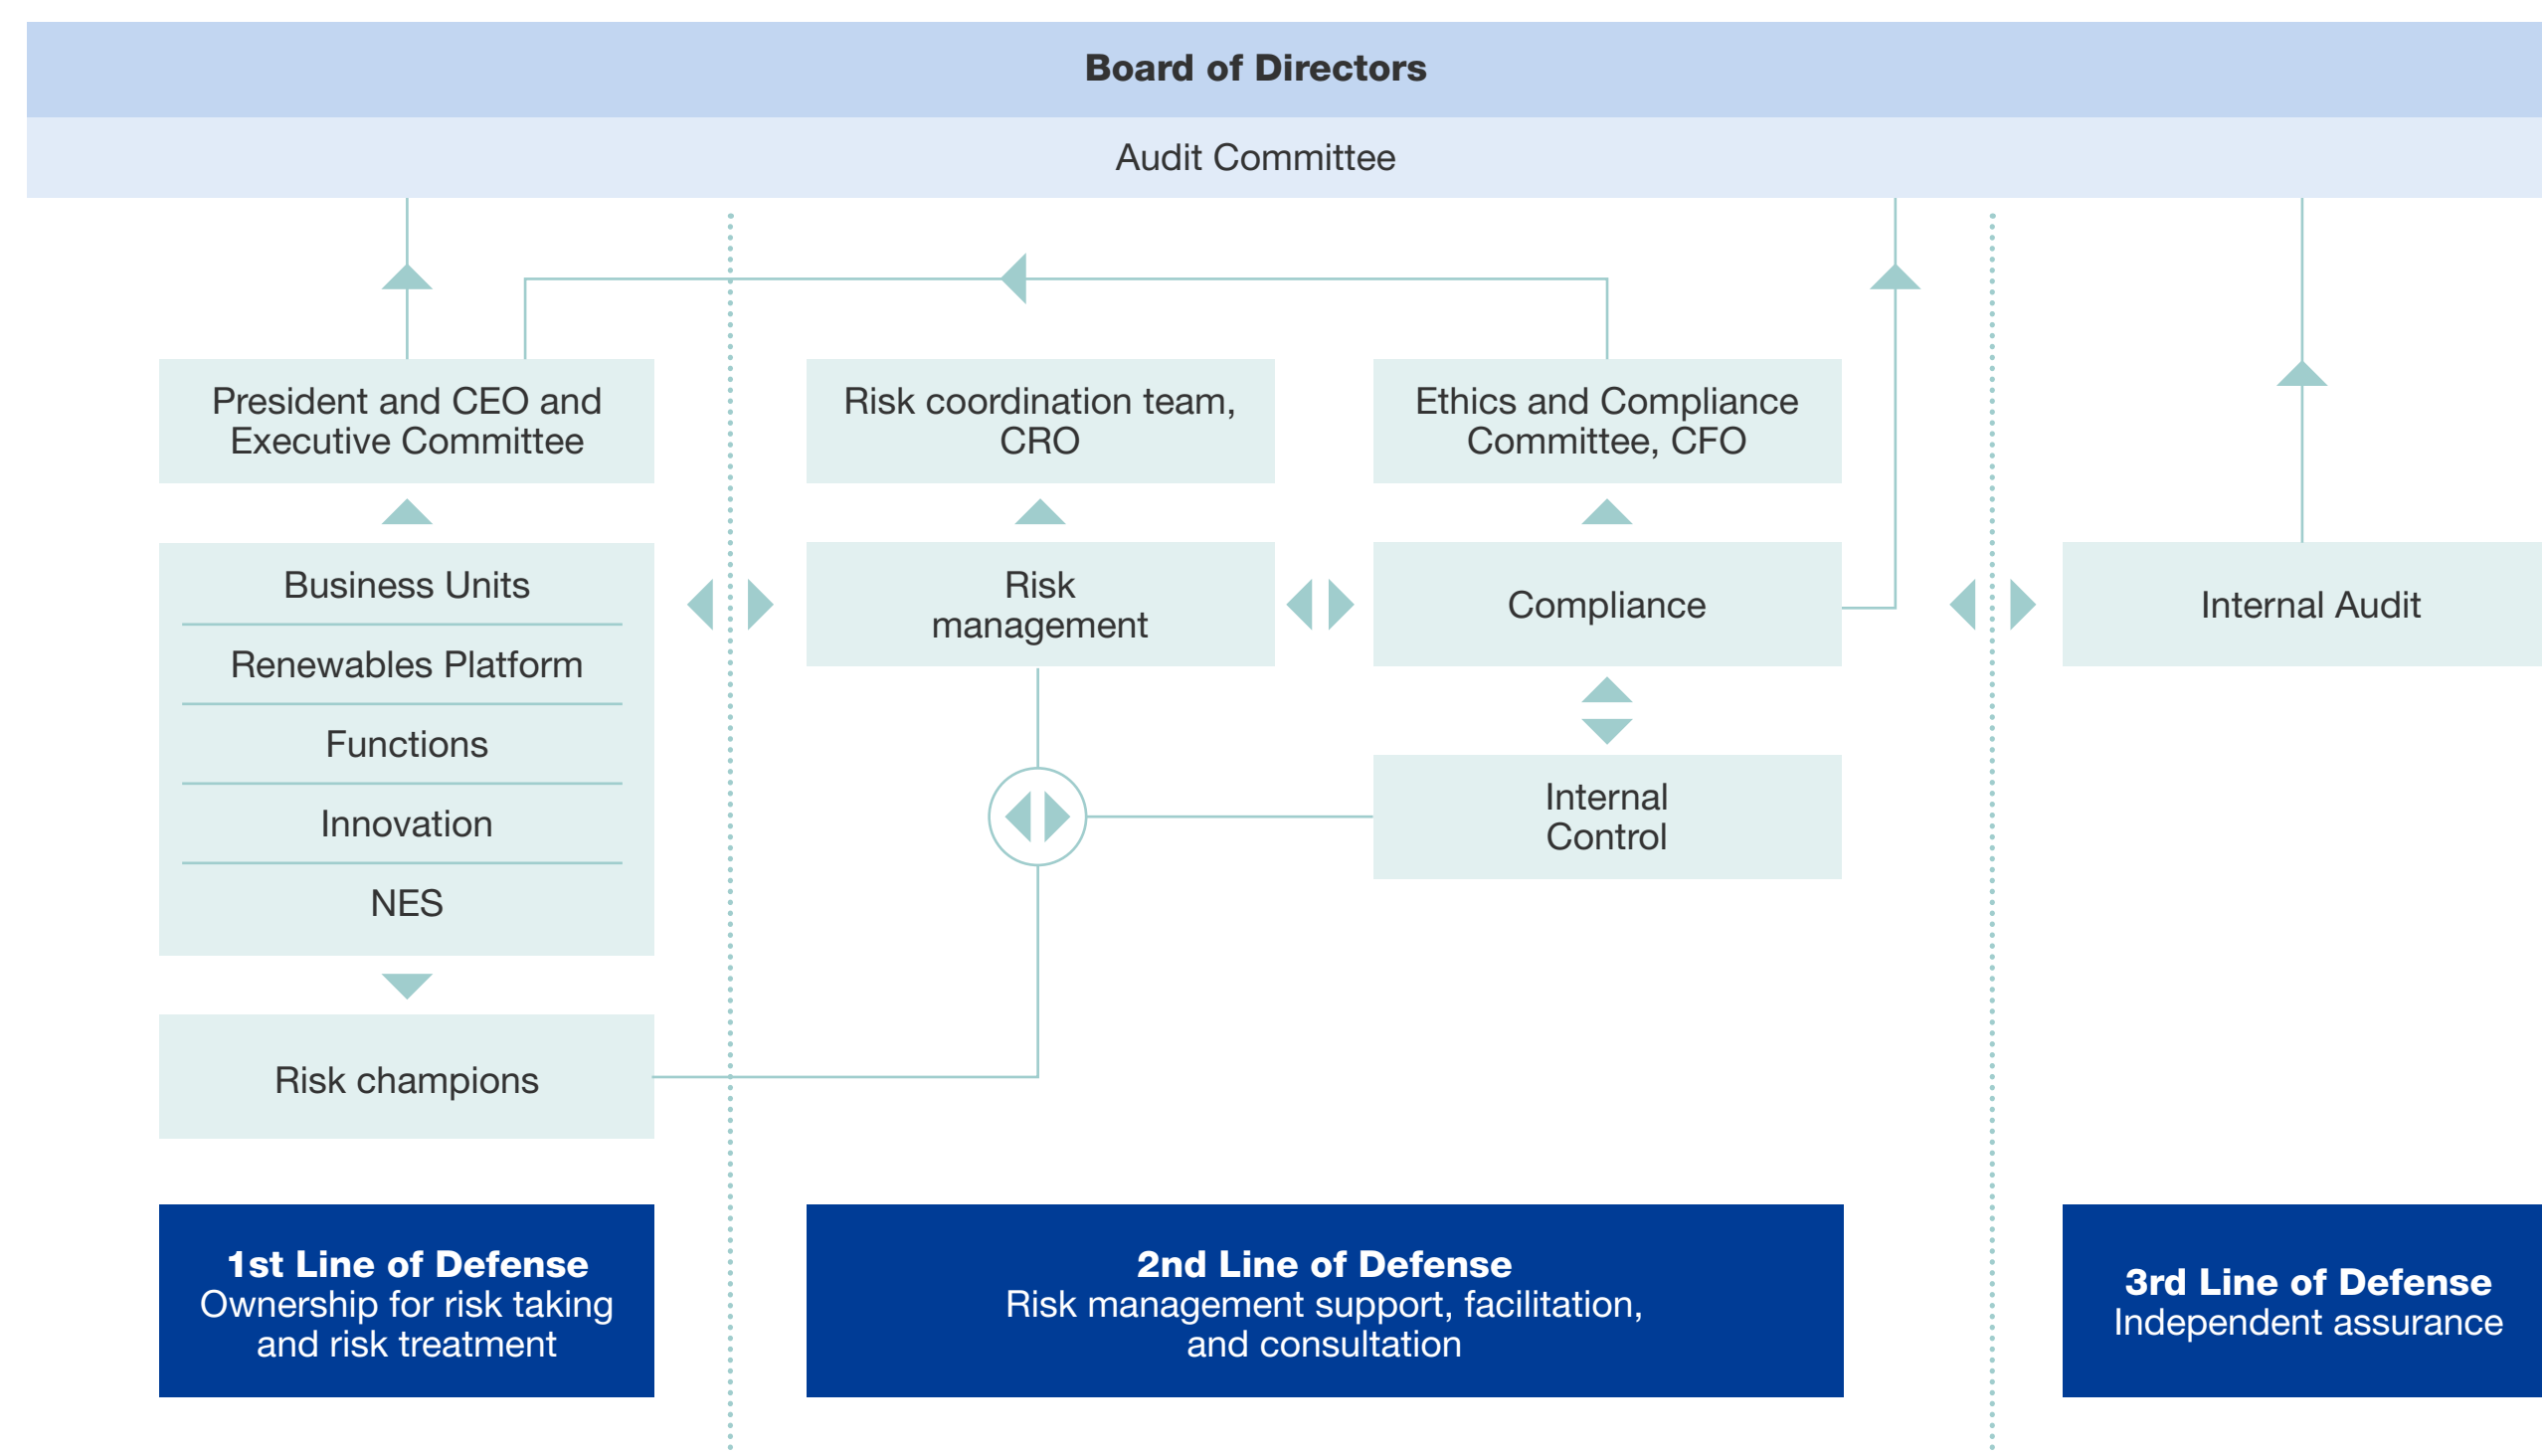 Board of Directors
Audit Committee
President and CEO and
Executive Committee
Risk coordination team,
CRO
Ethics and Compliance
Committee, CFO
Business Units
Renewables Platform
Functions
Innovation
NES
Risk
management
Compliance
Internal Audit
Internal
Control
Risk champions
1st Line of Defense
Ownership for risk taking
and risk treatment
2nd Line of Defense
Risk management support, facilitation,
and consultation
3rd Line of Defense
Independent assurance